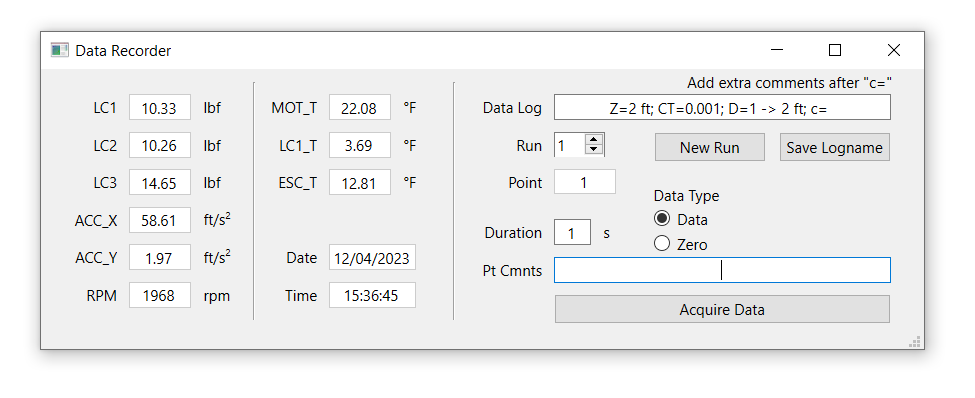 Data Recorder
Add extra comments after "c="
LC1 10.33 lbf MOT_T 22.08 °F Data Log Z=2 ft; CT=0.001; D=1 -> 2 ft; c=
LC2 10.26 lbf LC1_T 3.69 °F Run 1 New Run Save Logname
LC3 14.65 lbf ESC_T 12.81 °F Point 1
Data Type
ACC_X 58.61 ft/s² Data
Duration 1 s
Zero
ACC_Y 1.97 ft/s² Date 12/04/2023 Pt Cmnts
RPM 1968 rpm Time 15:36:45
Acquire Data